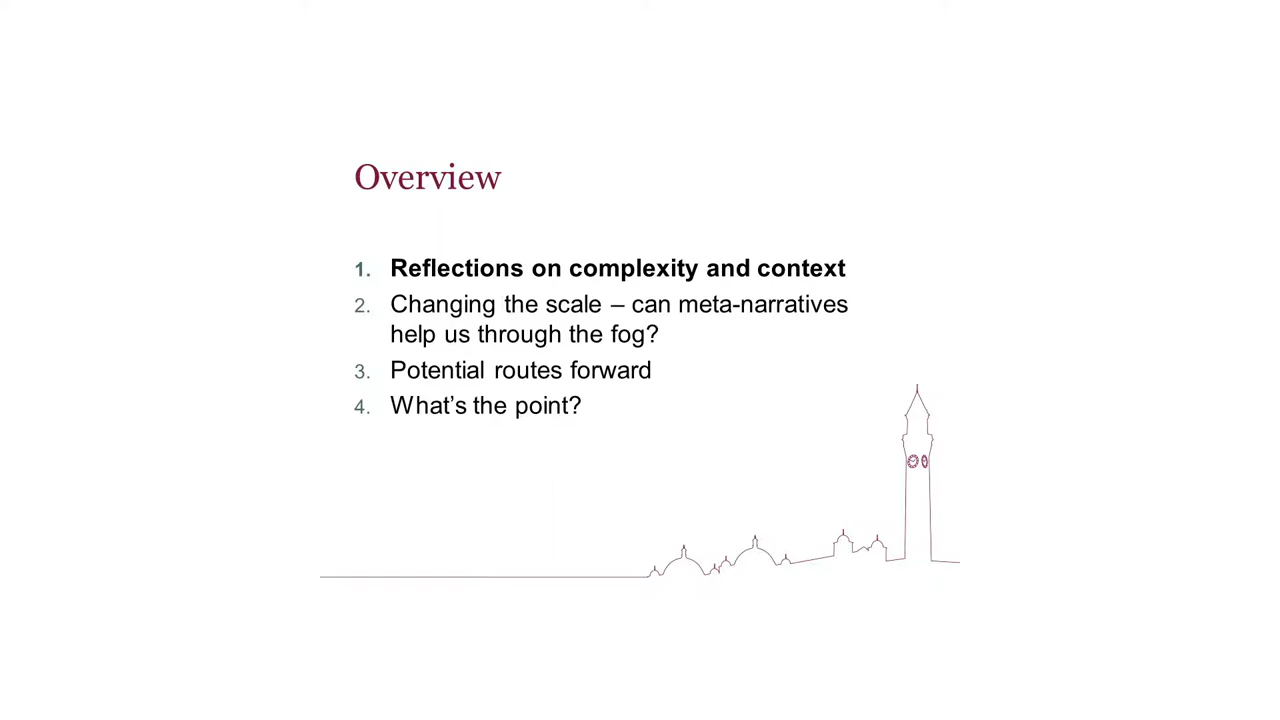 Overview
1. Reflections on complexity and context
2. Changing the scale – can meta-narratives
help us through the fog?
3. Potential routes forward
4. What’s the point?